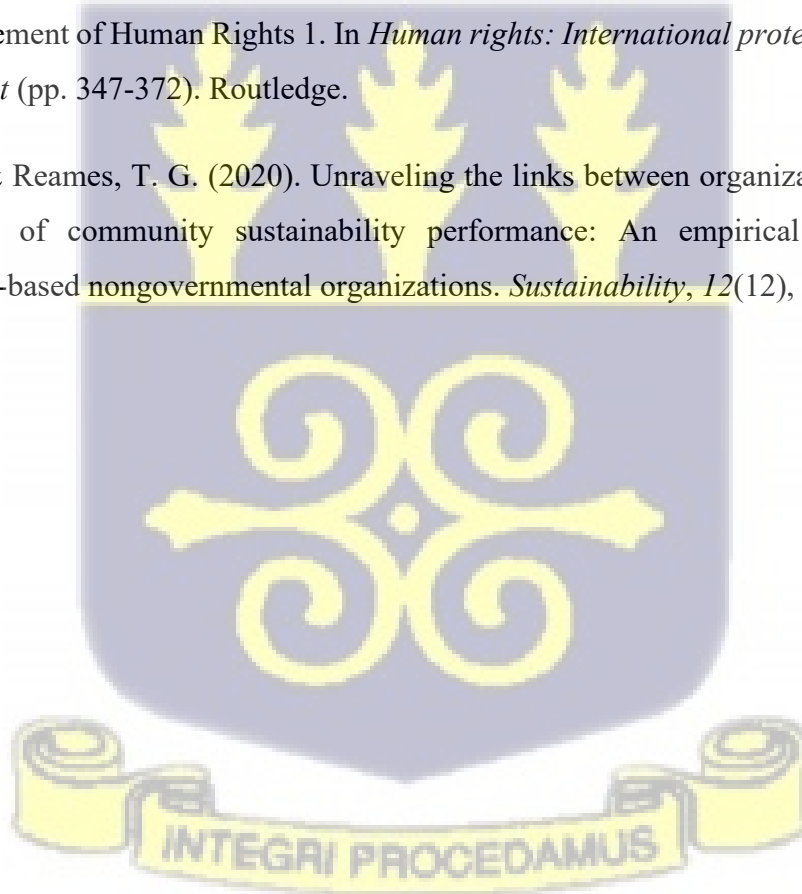 ement of Human Rights 1. In Human rights: International prote
t (pp. 347-372). Routledge.
Reames, T. G. (2020). Unraveling the links between organiza
of community sustainability performance: An empirical
-based nongovernmental organizations. Sustainability, 12(12),
INTEGRI PROCEDAMUS